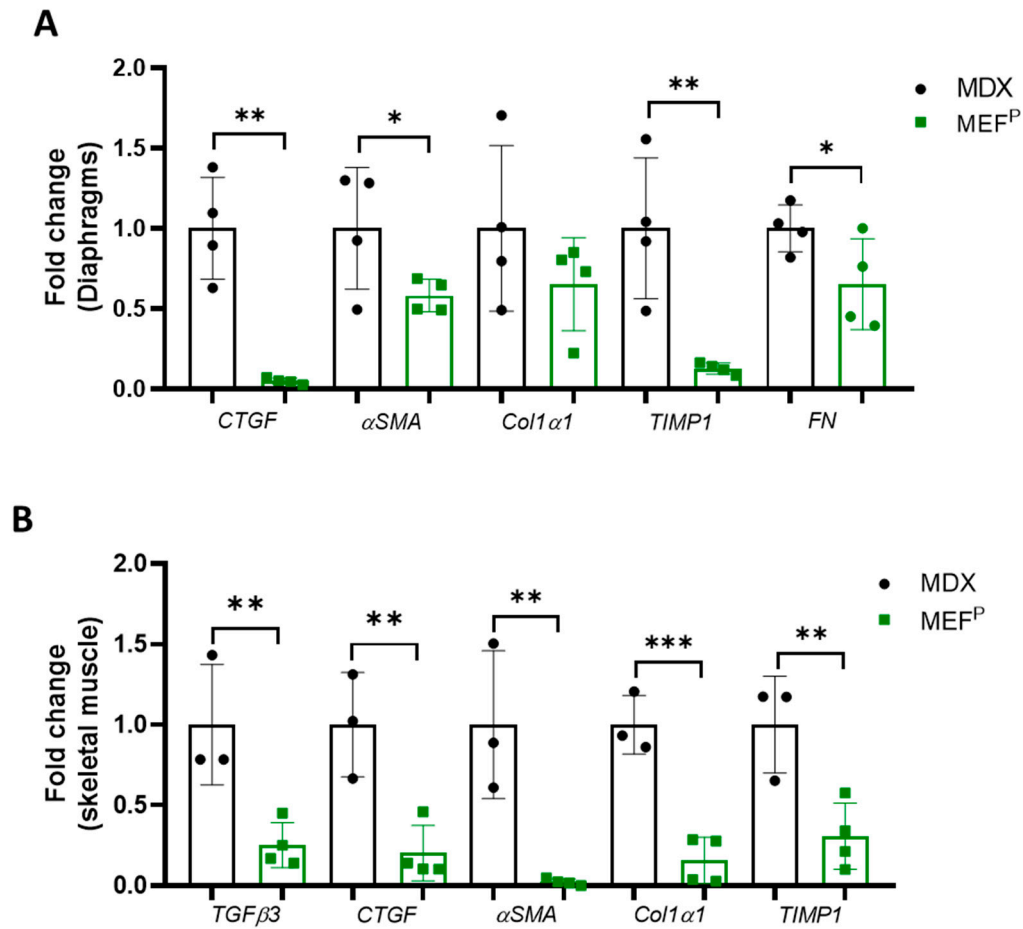 A
2.0
1.5
1.0
0.5
0.0
Fold change
(Diaphragms)
** * ** *
MDX
MEFP
CTGF αSMA Col1α1 TIMP1 FN
B
2.0
1.5
1.0
0.5
0.0
Fold change
(skeletal muscle)
** ** ** *** **
MDX
MEFP
TGFβ3 CTGF αSMA Col1α1 TIMP1